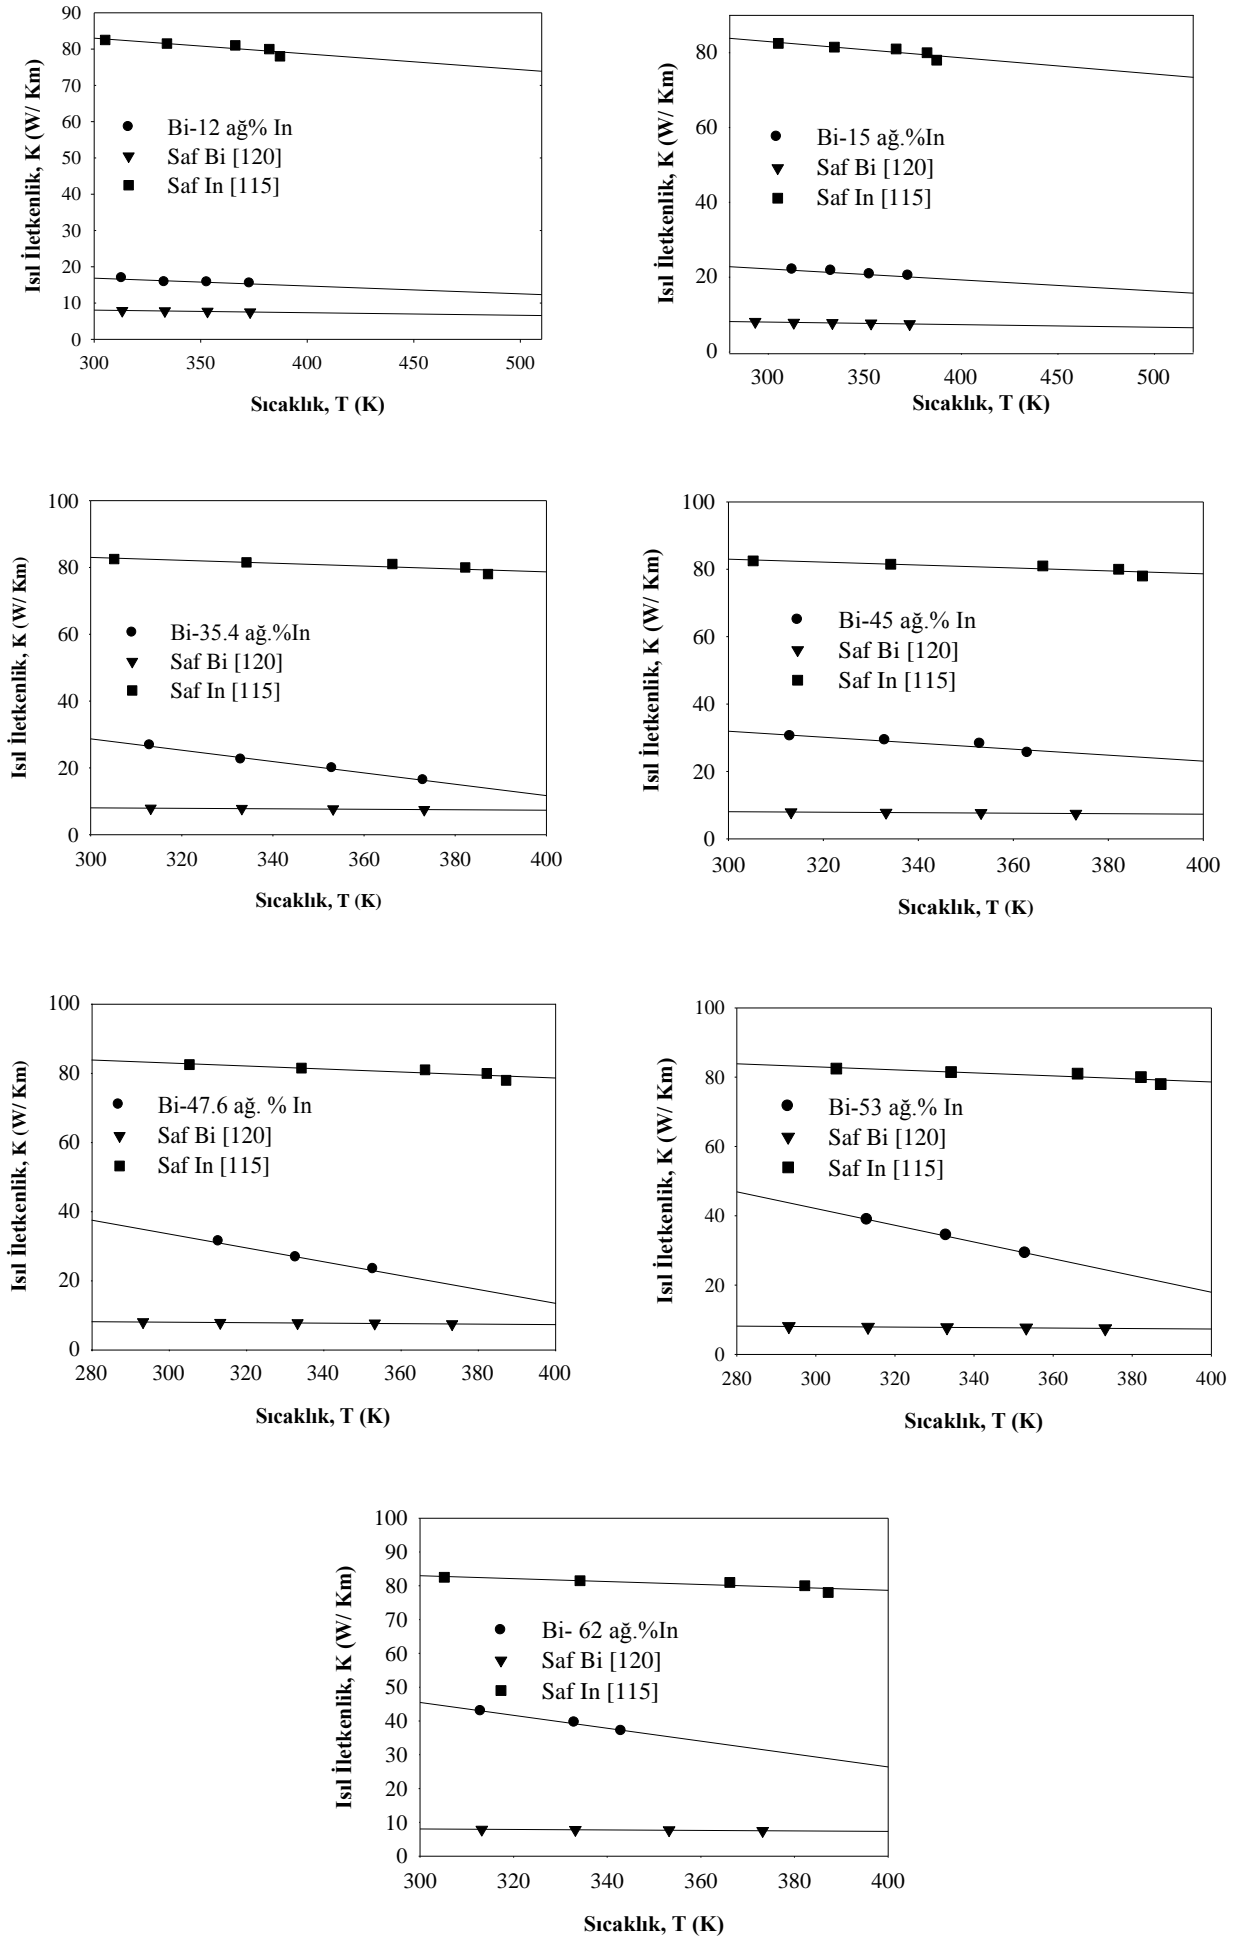 90
80
70
60
50
40
30
20
10
0
Isıl İletkenlik, K (W/ Km)
Bi-12 ağ% In
Saf Bi [120]
Saf In [115]
300 350 400 450 500
Sıcaklık, T (K)
80
60
40
20
0
Isıl İletkenlik, K (W/ Km)
Bi-15 ağ.%In
Saf Bi [120]
Saf In [115]
300 350 400 450 500
Sıcaklık, T (K)
100
80
60
40
20
0
Isıl İletkenlik, K (W/ Km)
Bi-35.4 ağ.%In
Saf Bi [120]
Saf In [115]
300 320 340 360 380 400
Sıcaklık, T (K)
100
80
60
40
20
0
Isıl İletkenlik, K (W/ Km)
Bi-45 ağ.% In
Saf Bi [120]
Saf In [115]
300 320 340 360 380 400
Sıcaklık, T (K)
100
80
60
40
20
0
Isıl İletkenlik, K (W/ Km)
Bi-47.6 ağ. % In
Saf Bi [120]
Saf In [115]
280 300 320 340 360 380 400
Sıcaklık, T (K)
100
80
60
40
20
0
Isıl İletkenlik, K (W/ Km)
Bi-53 ağ.% In
Saf Bi [120]
Saf In [115]
280 300 320 340 360 380 400
Sıcaklık, T (K)
100
90
80
70
60
50
40
30
20
10
0
Isıl İletkenlik, K (W/ Km)
Bi- 62 ağ.%In
Saf Bi [120]
Saf In [115]
300 320 340 360 380 400
Sıcaklık, T (K)